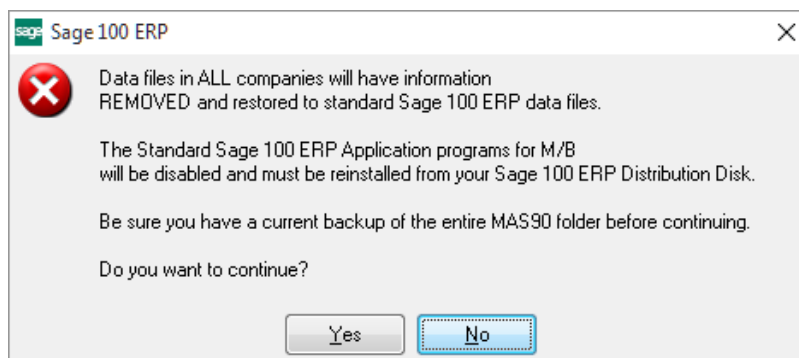 sage Sage 100 ERP
Data files in ALL companies will have information
REMOVED and restored to standard Sage 100 ERP data files.
The Standard Sage 100 ERP Application programs for M/B
will be disabled and must be reinstalled from your Sage 100 ERP Distribution Disk.
Be sure you have a current backup of the entire MAS90 folder before continuing.
Do you want to continue?
Yes No